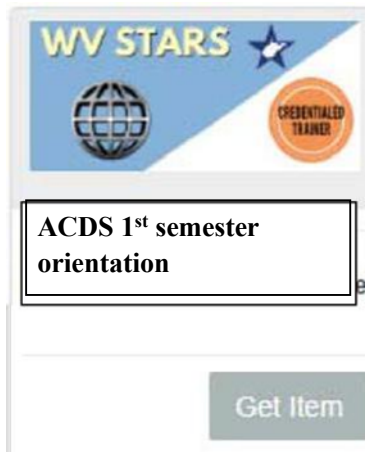 WV STARS
CREDENTIALED
TRAINER
ACDS 1st semester
orientation
e
Get Item